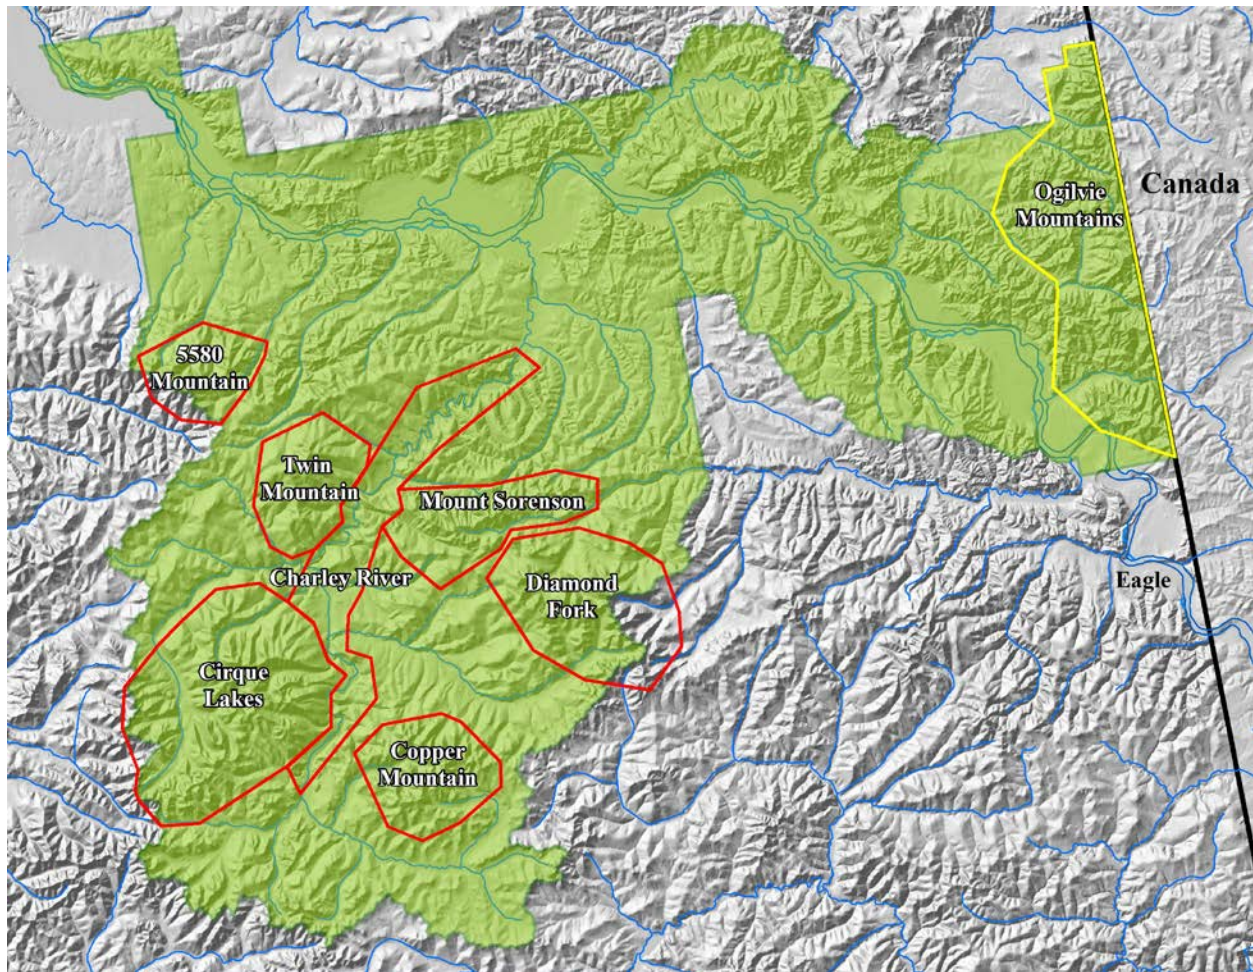 Canada
Ogilvie
Mountains
5580
Mountain
Twin
Mountain
Mount Sorenson
Charley River
Diamond
Fork
Eagle
Cirque
Lakes
Copper
Mountain